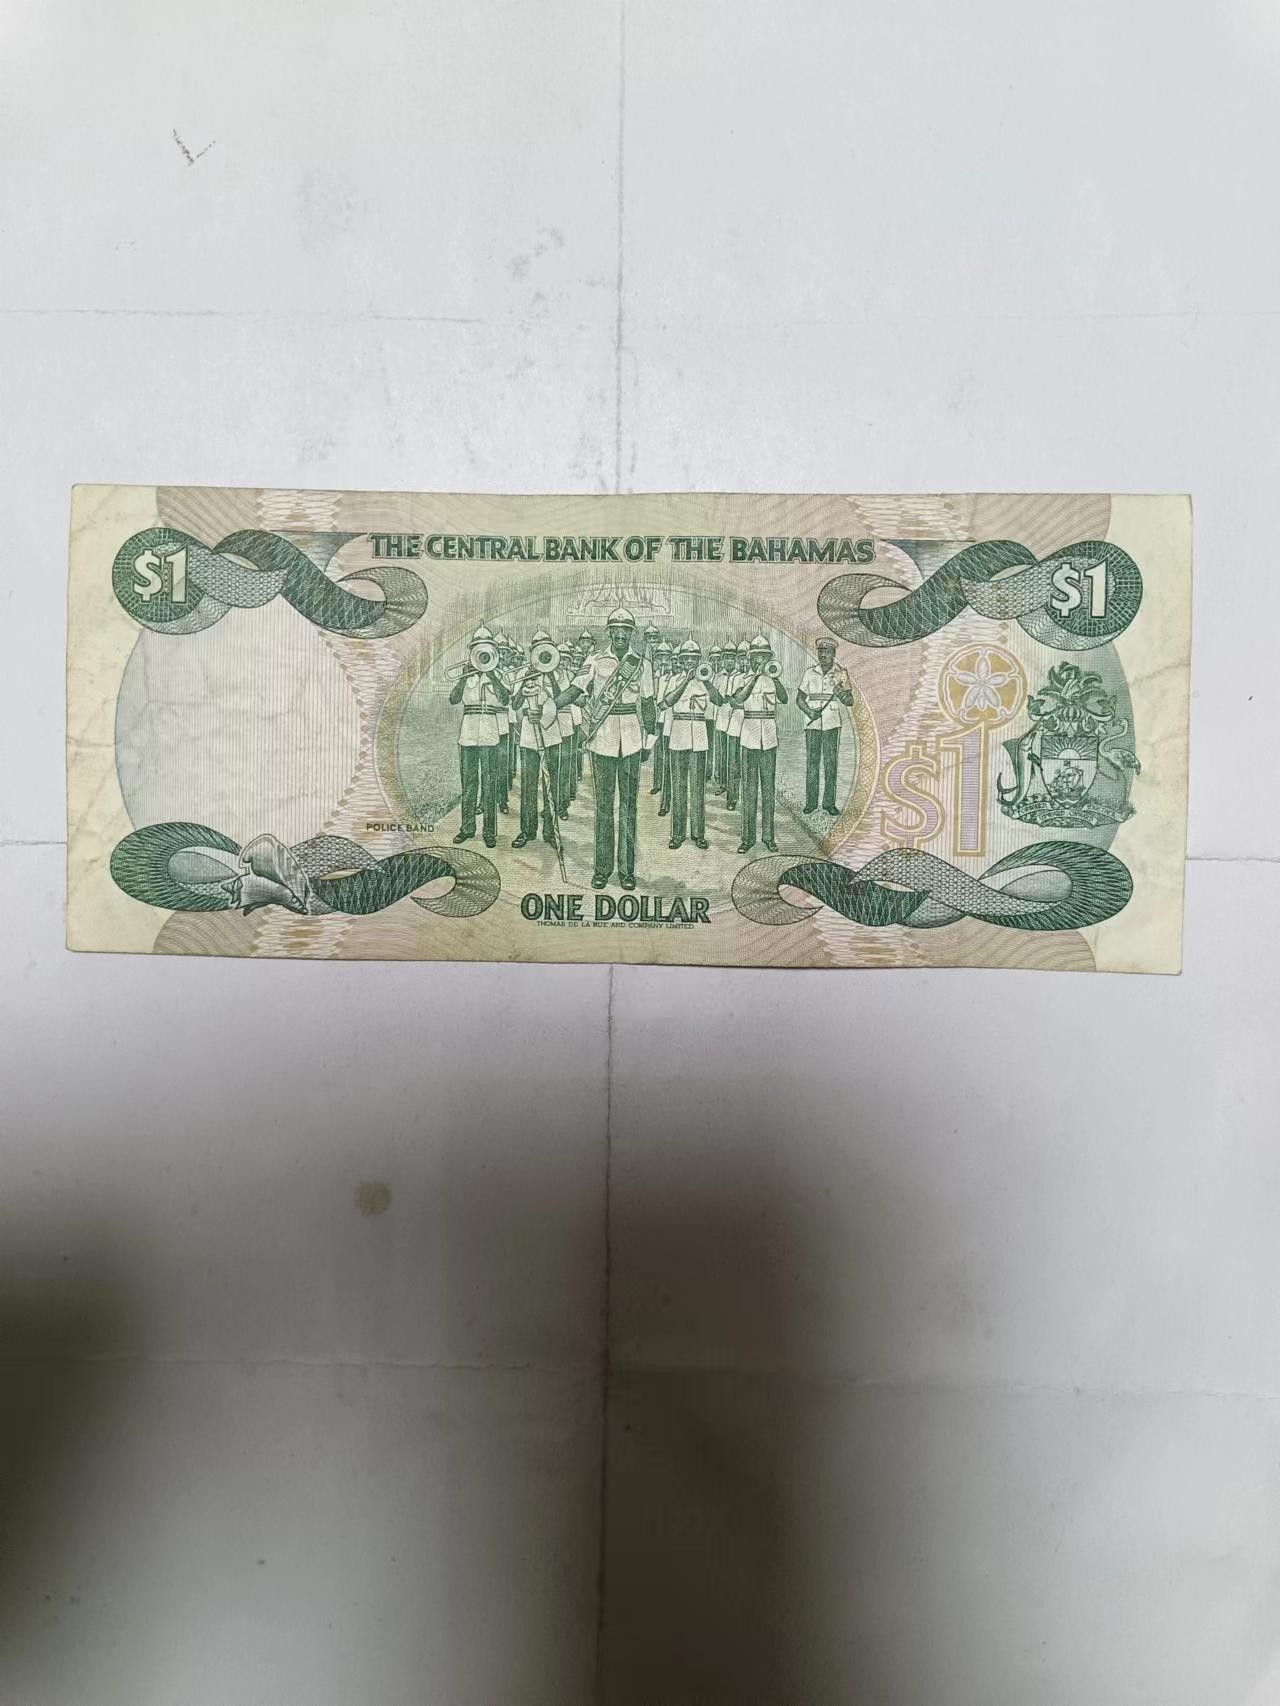 THE CENTRAL BANK OF THE BAHAMAS
$1
$1
$1
POLICE BAND
ONE DOLLAR
THOMAS DE LA RUE AND COMPANY LIMITED